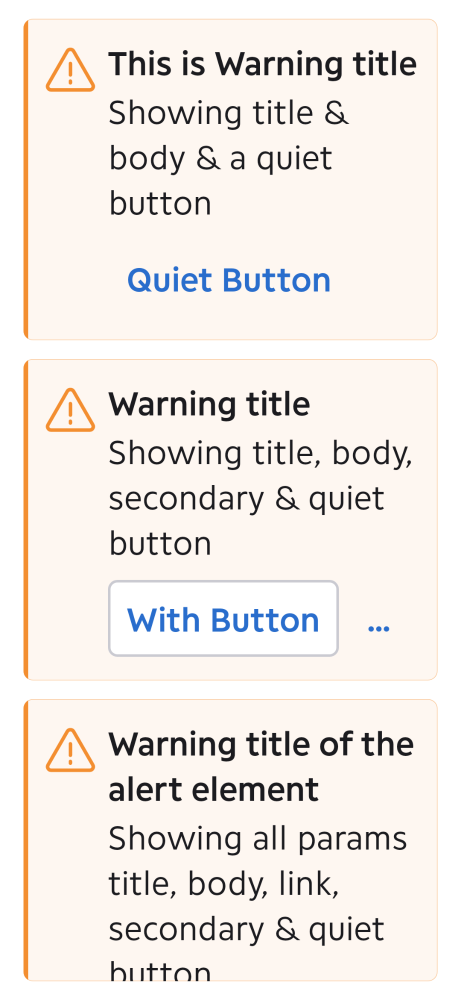 This is Warning title
Showing title &
body & a quiet
button
Quiet Button
Warning title
Showing title, body,
secondary & quiet
button
With Button ...
Warning title of the
alert element
Showing all params
title, body, link,
secondary & quiet
button